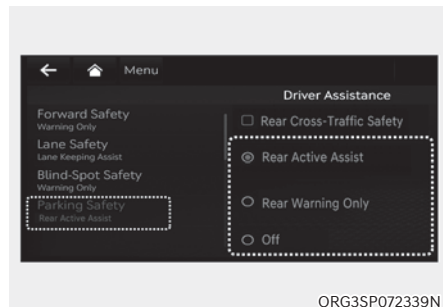 Menu
Driver Assistance
Forward Safety
Warning Only
Lane Safety
Lane Keeping Assist
Blind-Spot Safety
Warning Only
Parking Safety
Rear Active Assist
Rear Cross-Traffic Safety
Rear Active Assist
Rear Warning Only
Off
ORG3SP072339N